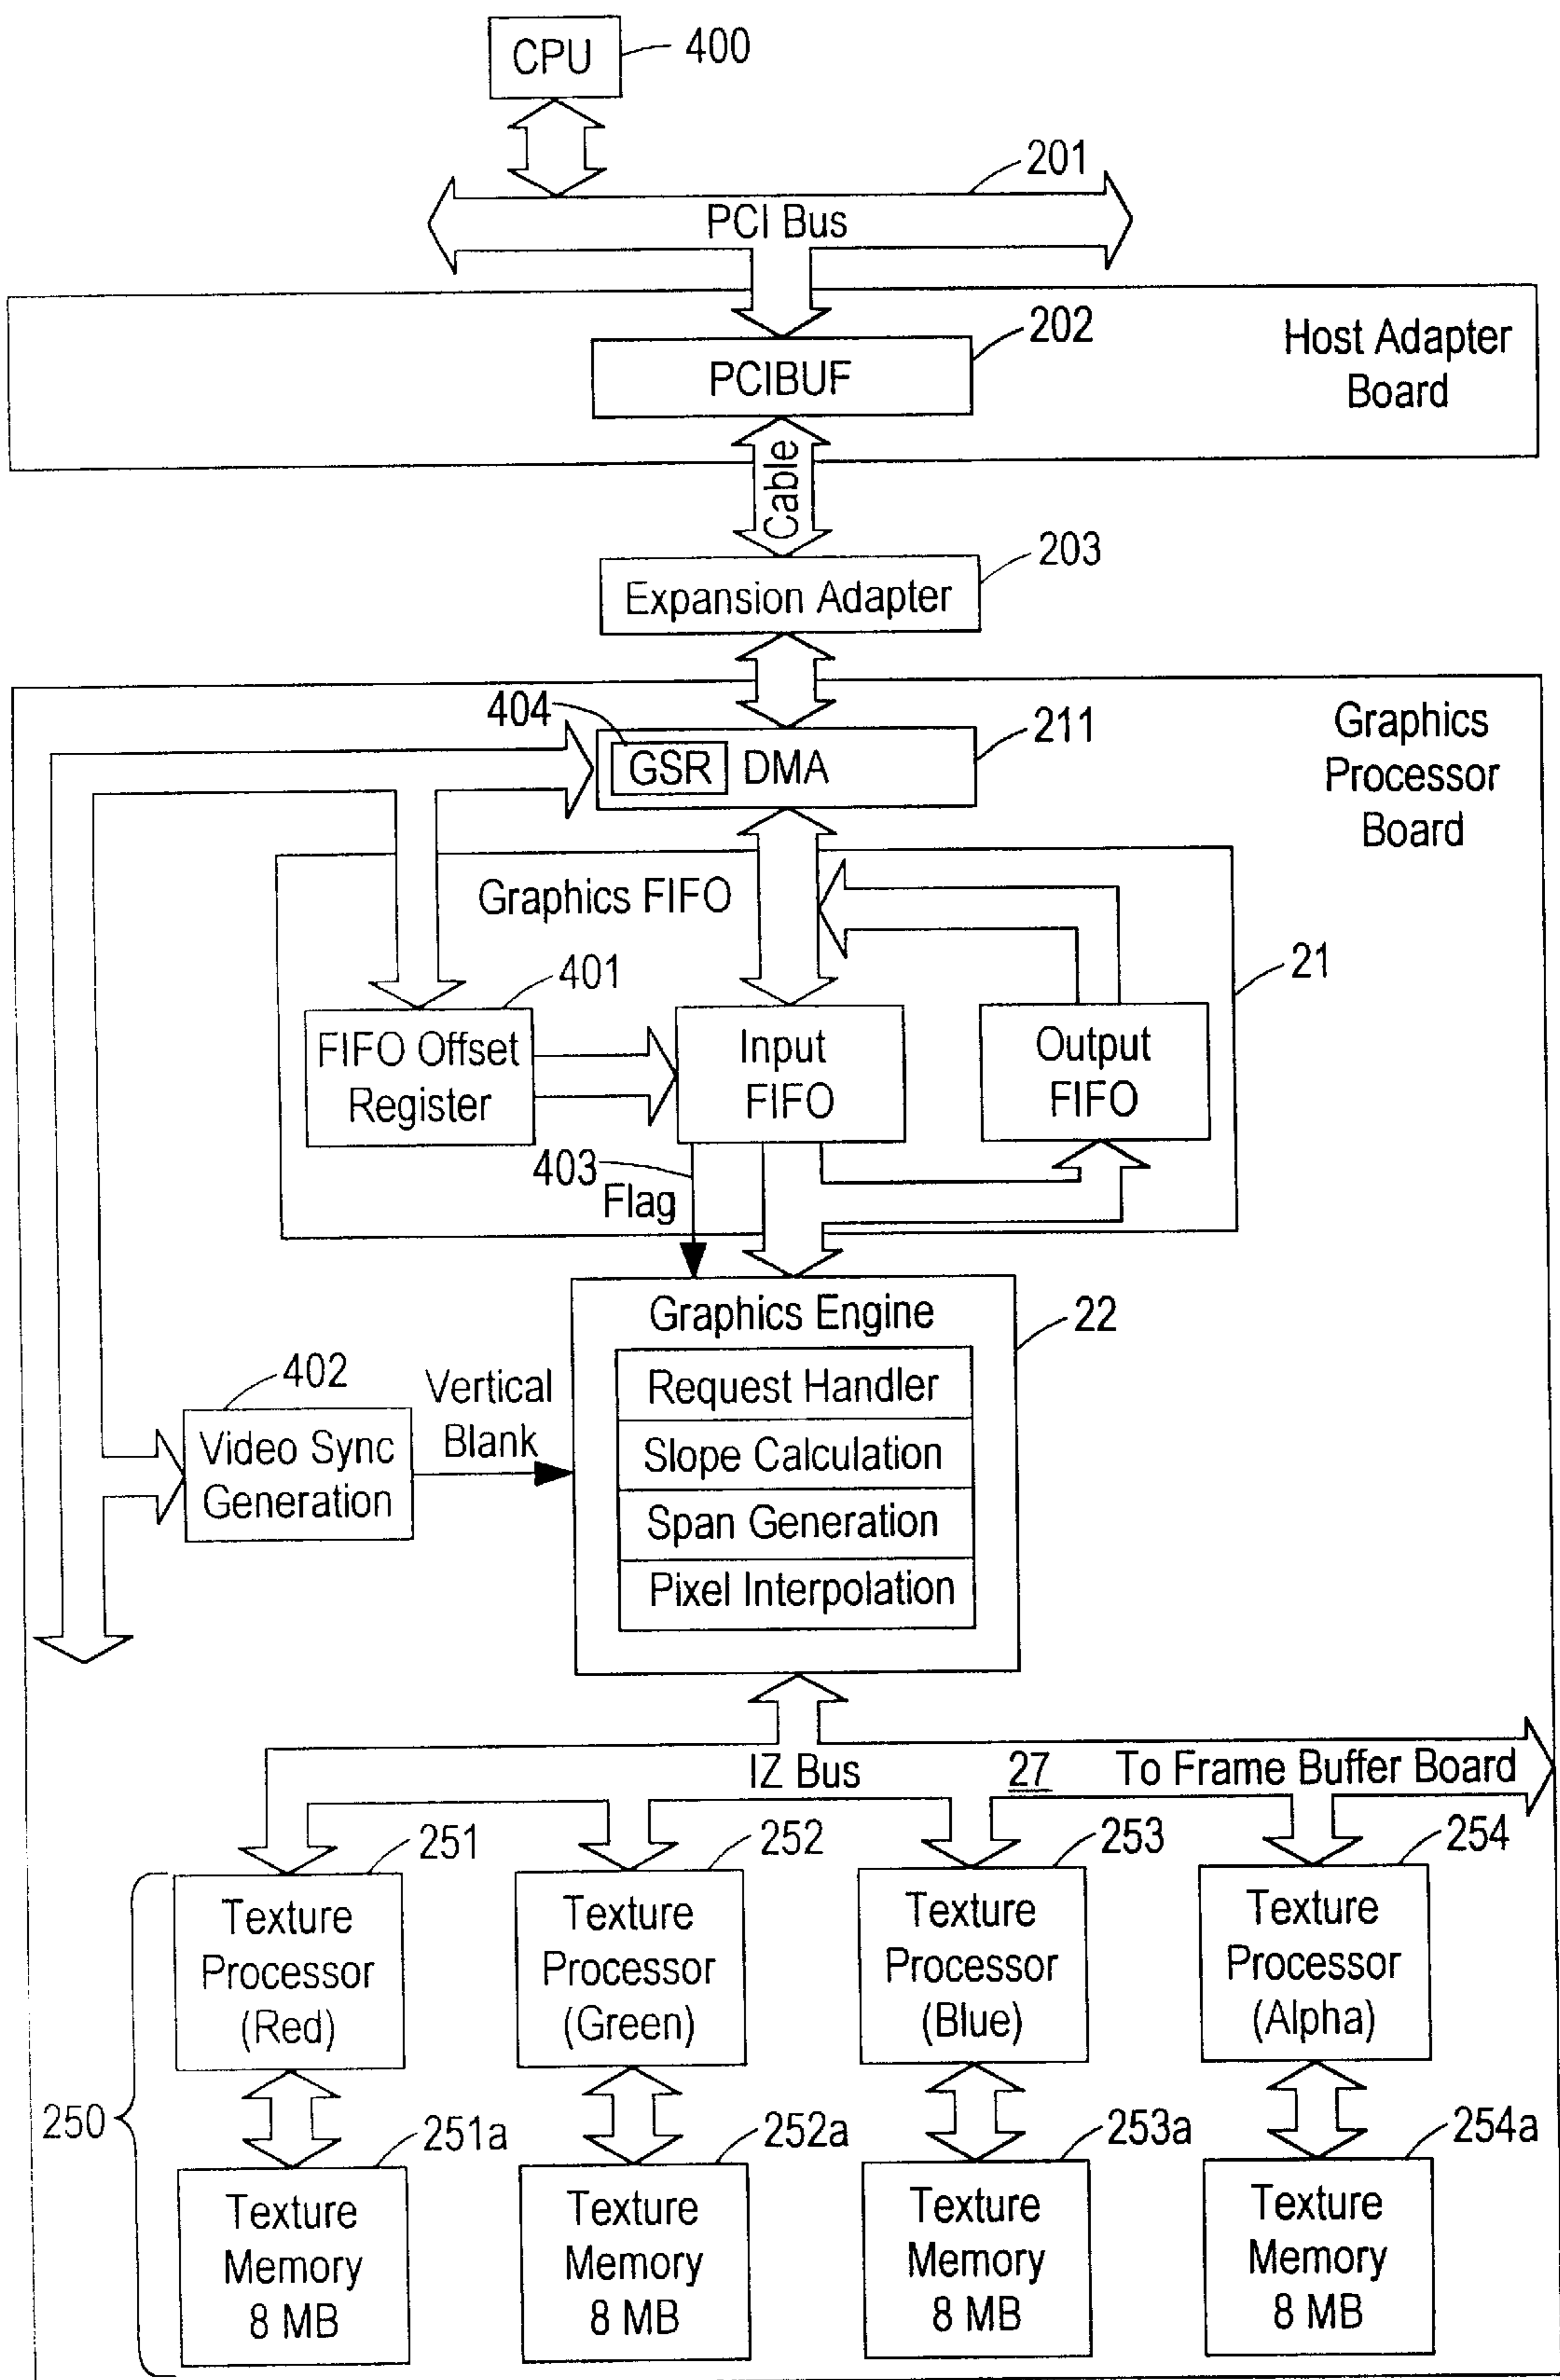 CPU
400
201
PCI Bus
202
PCIBUF
Host Adapter
Board
Cable
203
Expansion Adapter
404
211
GSR
DMA
Graphics
Processor
Board
Graphics FIFO
401
21
FIFO Offset
Register
Input
FIFO
Output
FIFO
403
Flag
Graphics Engine
22
Request Handler
Slope Calculation
Span Generation
Pixel Interpolation
402
Vertical
Blank
Video Sync
Generation
IZ Bus
27
To Frame Buffer Board
251
252
253
254
Texture
Processor
(Red)
Texture
Processor
(Green)
Texture
Processor
(Blue)
Texture
Processor
(Alpha)
250
251a
252a
253a
254a
Texture
Memory
8 MB
Texture
Memory
8 MB
Texture
Memory
8 MB
Texture
Memory
8 MB